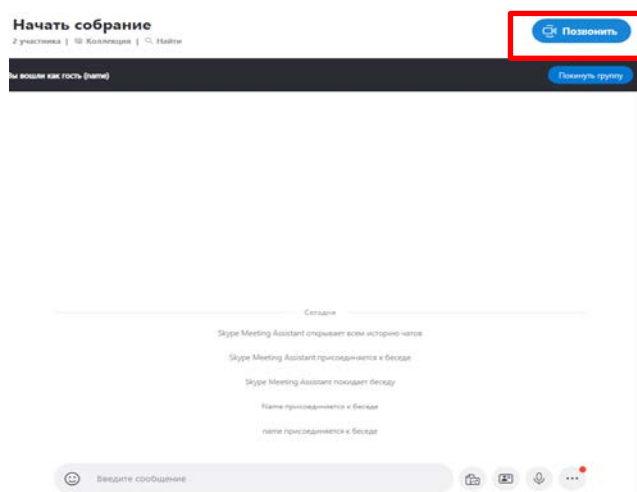 Начать собрание
Позвонить
2 участника | Коллекция | Найти
Вы вошли как гость (name)
Покинуть группу
Сегодня
Skype Meeting Assistant открывает всем историю чатов
Skype Meeting Assistant присоединяется к беседе
Skype Meeting Assistant покидает беседу
Name присоединяется к беседе
name присоединяется к беседе
Введите сообщение